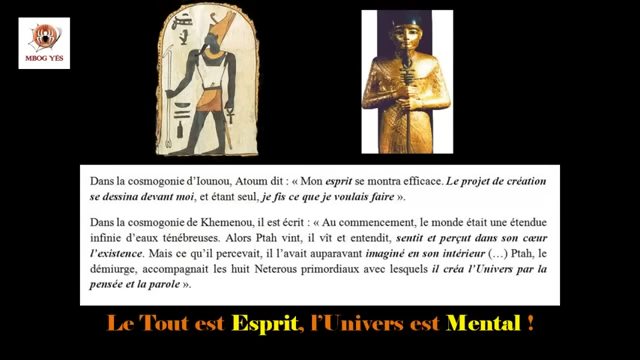 MBOG YËS
Dans la cosmogonie d'Iounou, Atoum dit : « Mon esprit se montra efficace. Le projet de création
se dessina devant moi, et étant seul, je fis ce que je voulais faire ».
Dans la cosmogonie de Khemenou, il est écrit : « Au commencement, le monde était une étendue
infinie d'eaux ténébreuses. Alors Ptah vint, il vît et entendit, sentit et perçut dans son cœur
l'existence. Mais ce qu'il percevait, il l'avait auparavant imaginé en son intérieur (…) Ptah, le
démiurge, accompagnait les huit Neterous primordiaux avec lesquels il créa l'Univers par la
pensée et la parole ».
Le Tout est Esprit, l'Univers est Mental !